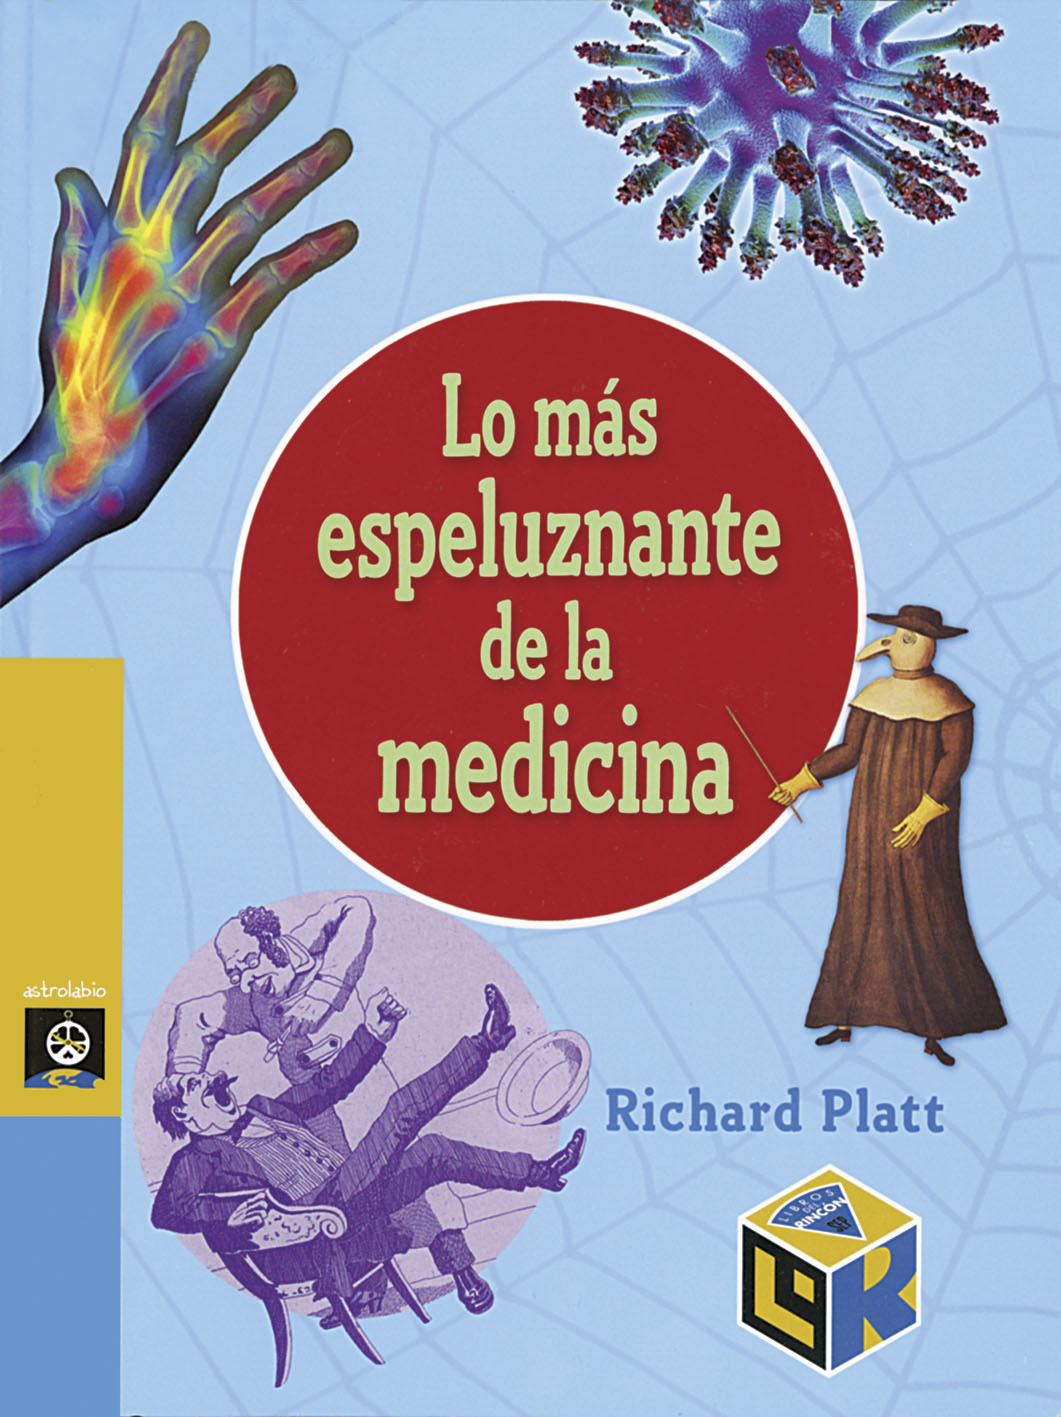 Lo más
espeluznante
de la
medicina
astrolabio
Richard Platt
LIBROS
DEL
RINCÓN
SEP
L
R